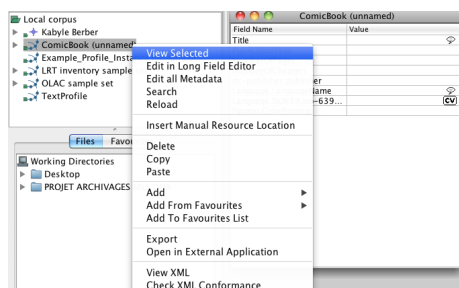 Local corpus
Kabyle Berber
ComicBook (unnamed)
Example_Profile_Insta
LRT inventory sample
OLAC sample set
TextProfile
Files Favo
Working Directories
Desktop
PROJET ARCHIVAGES
View Selected
Edit in Long Field Editor
Edit all Metadata
Search
Reload
Insert Manual Resource Location
Delete
Copy
Paste
Add
Add From Favourites
Add To Favourites List
Export
Open in External Application
View XML
Check XML Conformance
ComicBook (unnamed)
Field Name Value
Title
-639...
CV